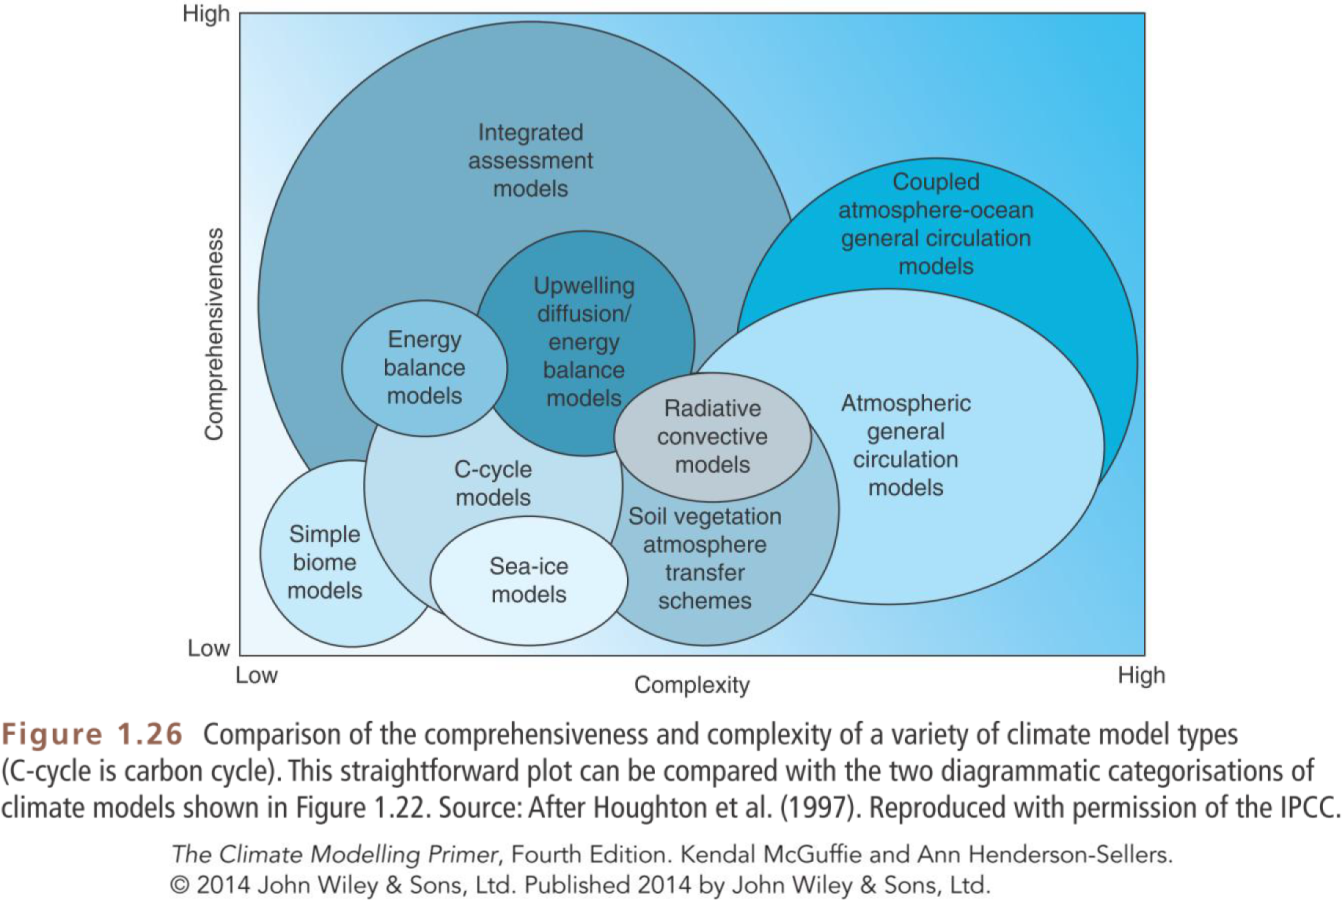 High
Integrated
assessment
models
Coupled
atmosphere-ocean
general circulation
models
Comprehensiveness
Upwelling
diffusion/
energy
balance
models
Energy
balance
models
Radiative
convective
models
Atmospheric
general
circulation
models
C-cycle
models
Simple
biome
models
Sea-ice
models
Soil vegetation
atmosphere
transfer
schemes
Low
Low
Complexity
High
Figure 1.26 Comparison of the comprehensiveness and complexity of a variety of climate model types
(C-cycle is carbon cycle). This straightforward plot can be compared with the two diagrammatic categorisations of
climate models shown in Figure 1.22. Source: After Houghton et al. (1997). Reproduced with permission of the IPCC.
The Climate Modelling Primer, Fourth Edition. Kendal McGuffie and Ann Henderson-Sellers.
© 2014 John Wiley & Sons, Ltd. Published 2014 by John Wiley & Sons, Ltd.